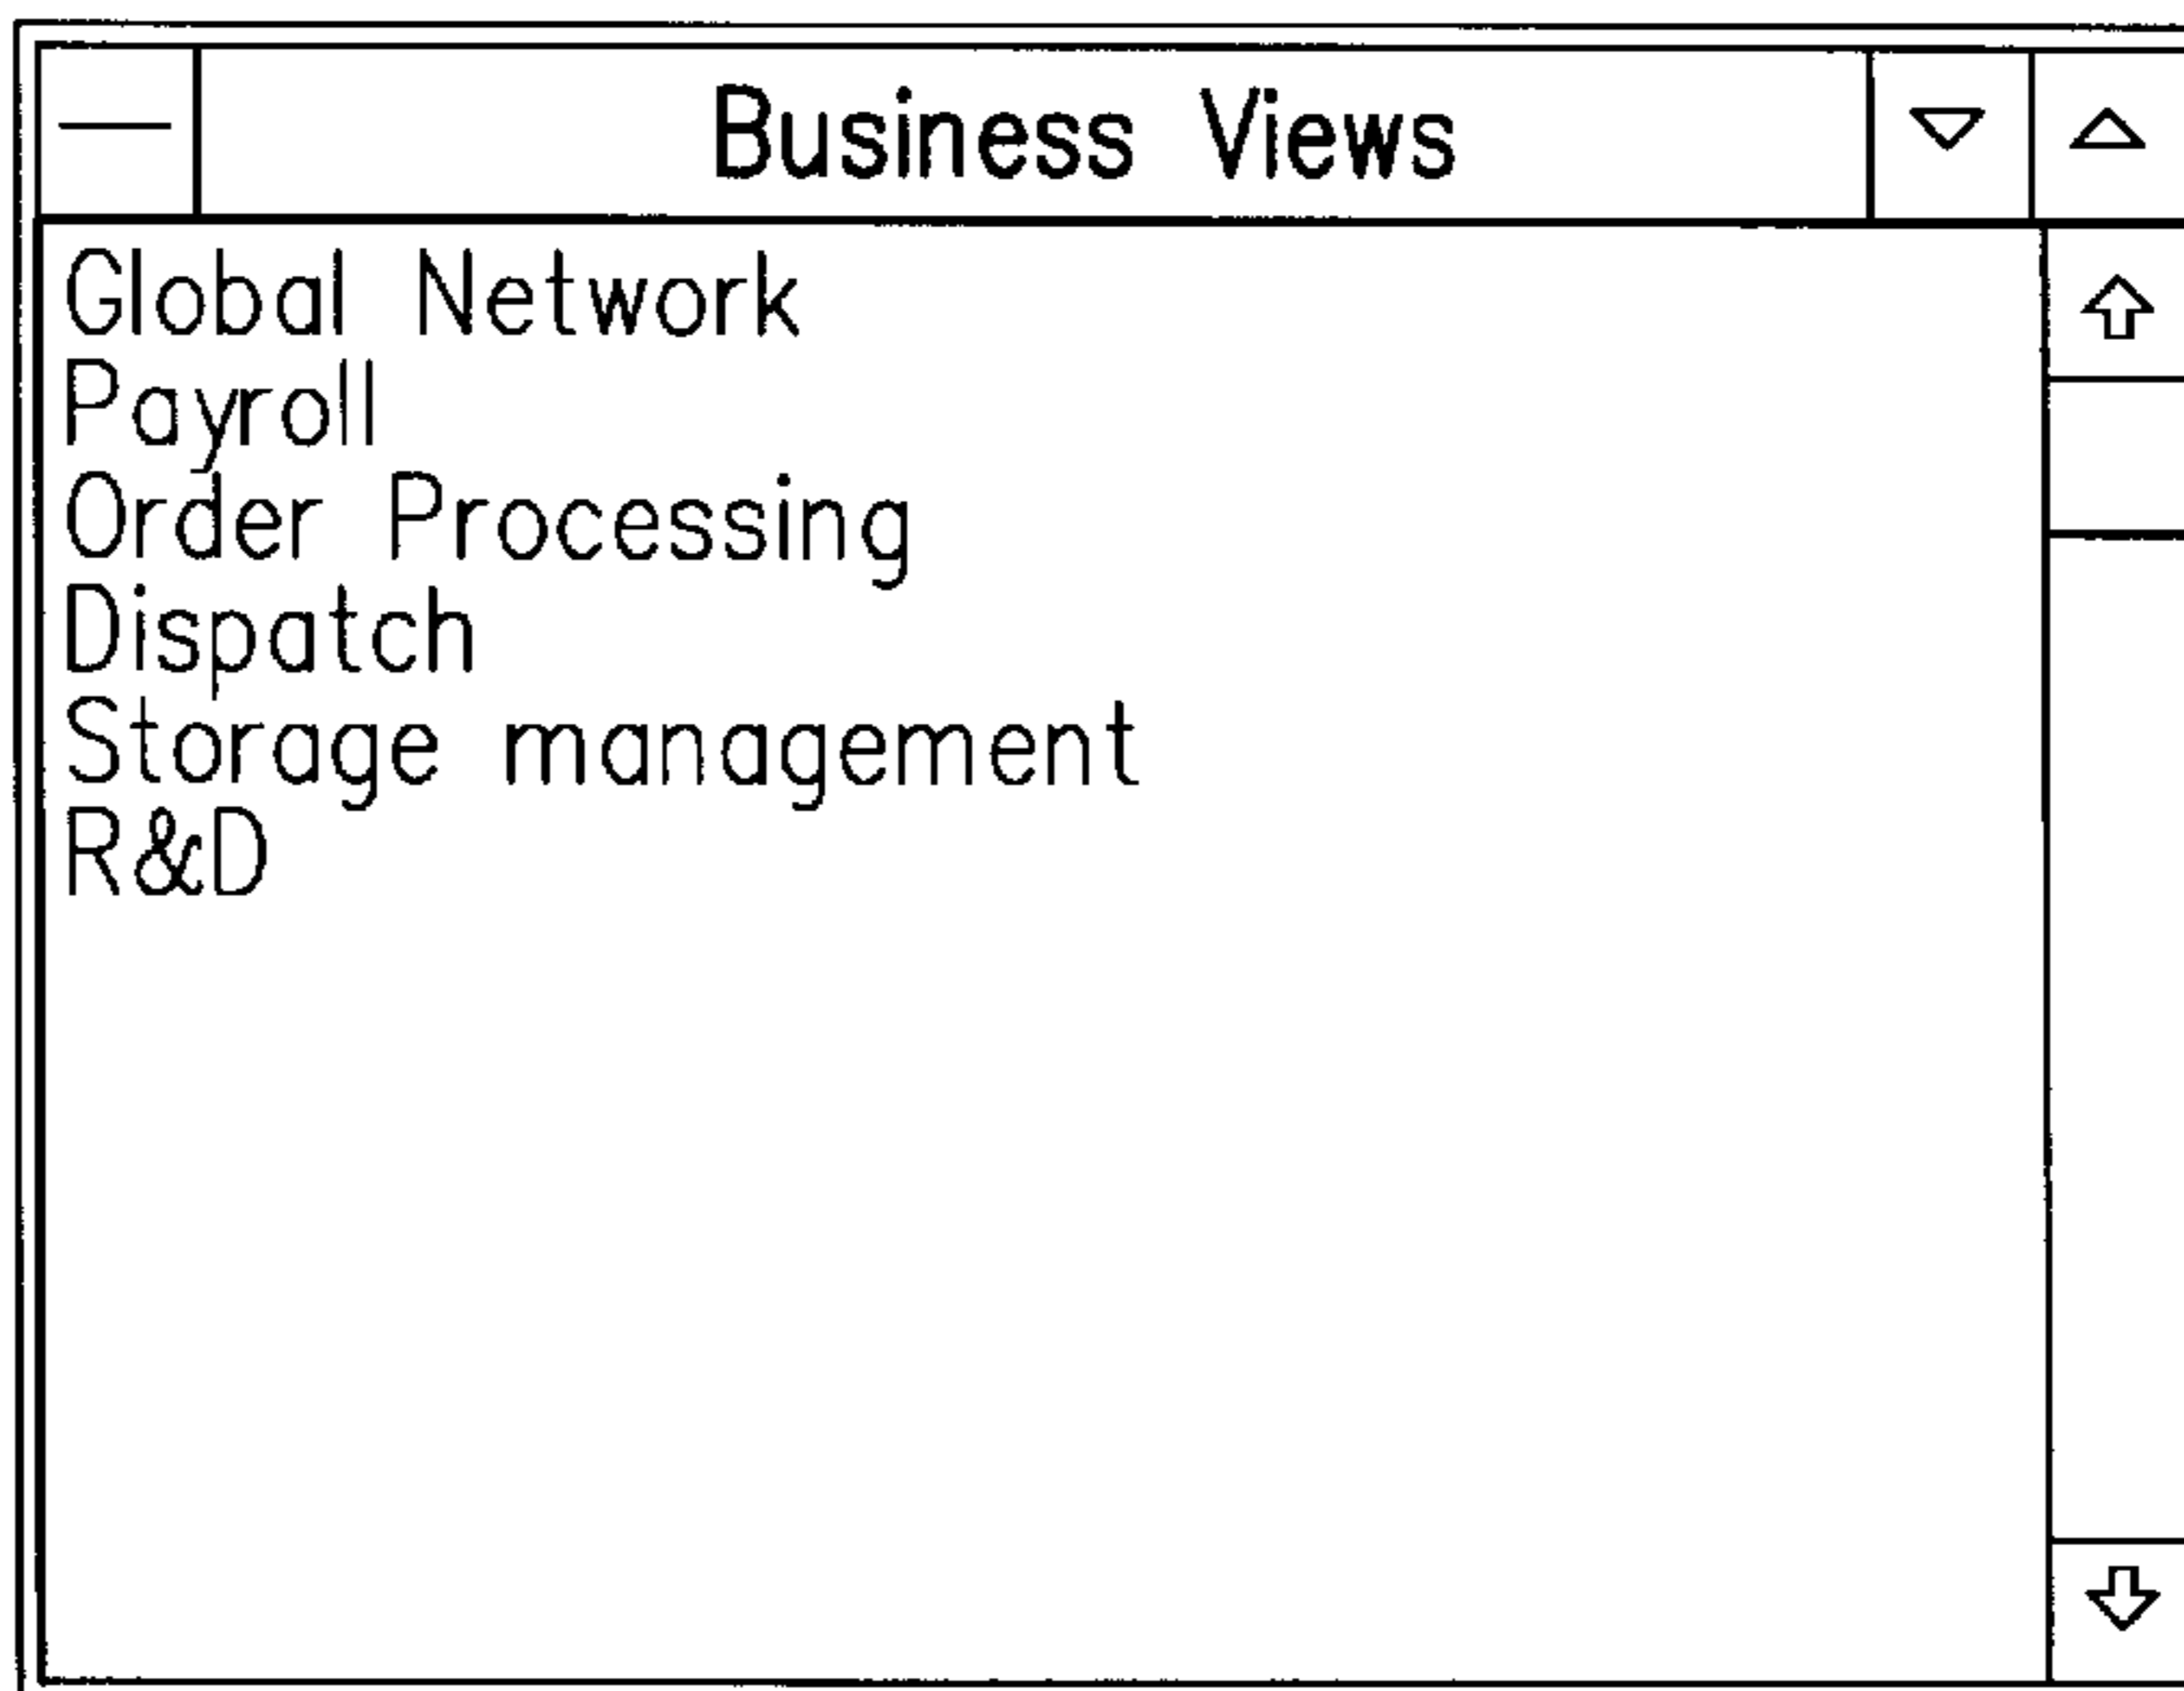 Business Views
Global Network
Payroll
Order Processing
Dispatch
Storage management
R&D